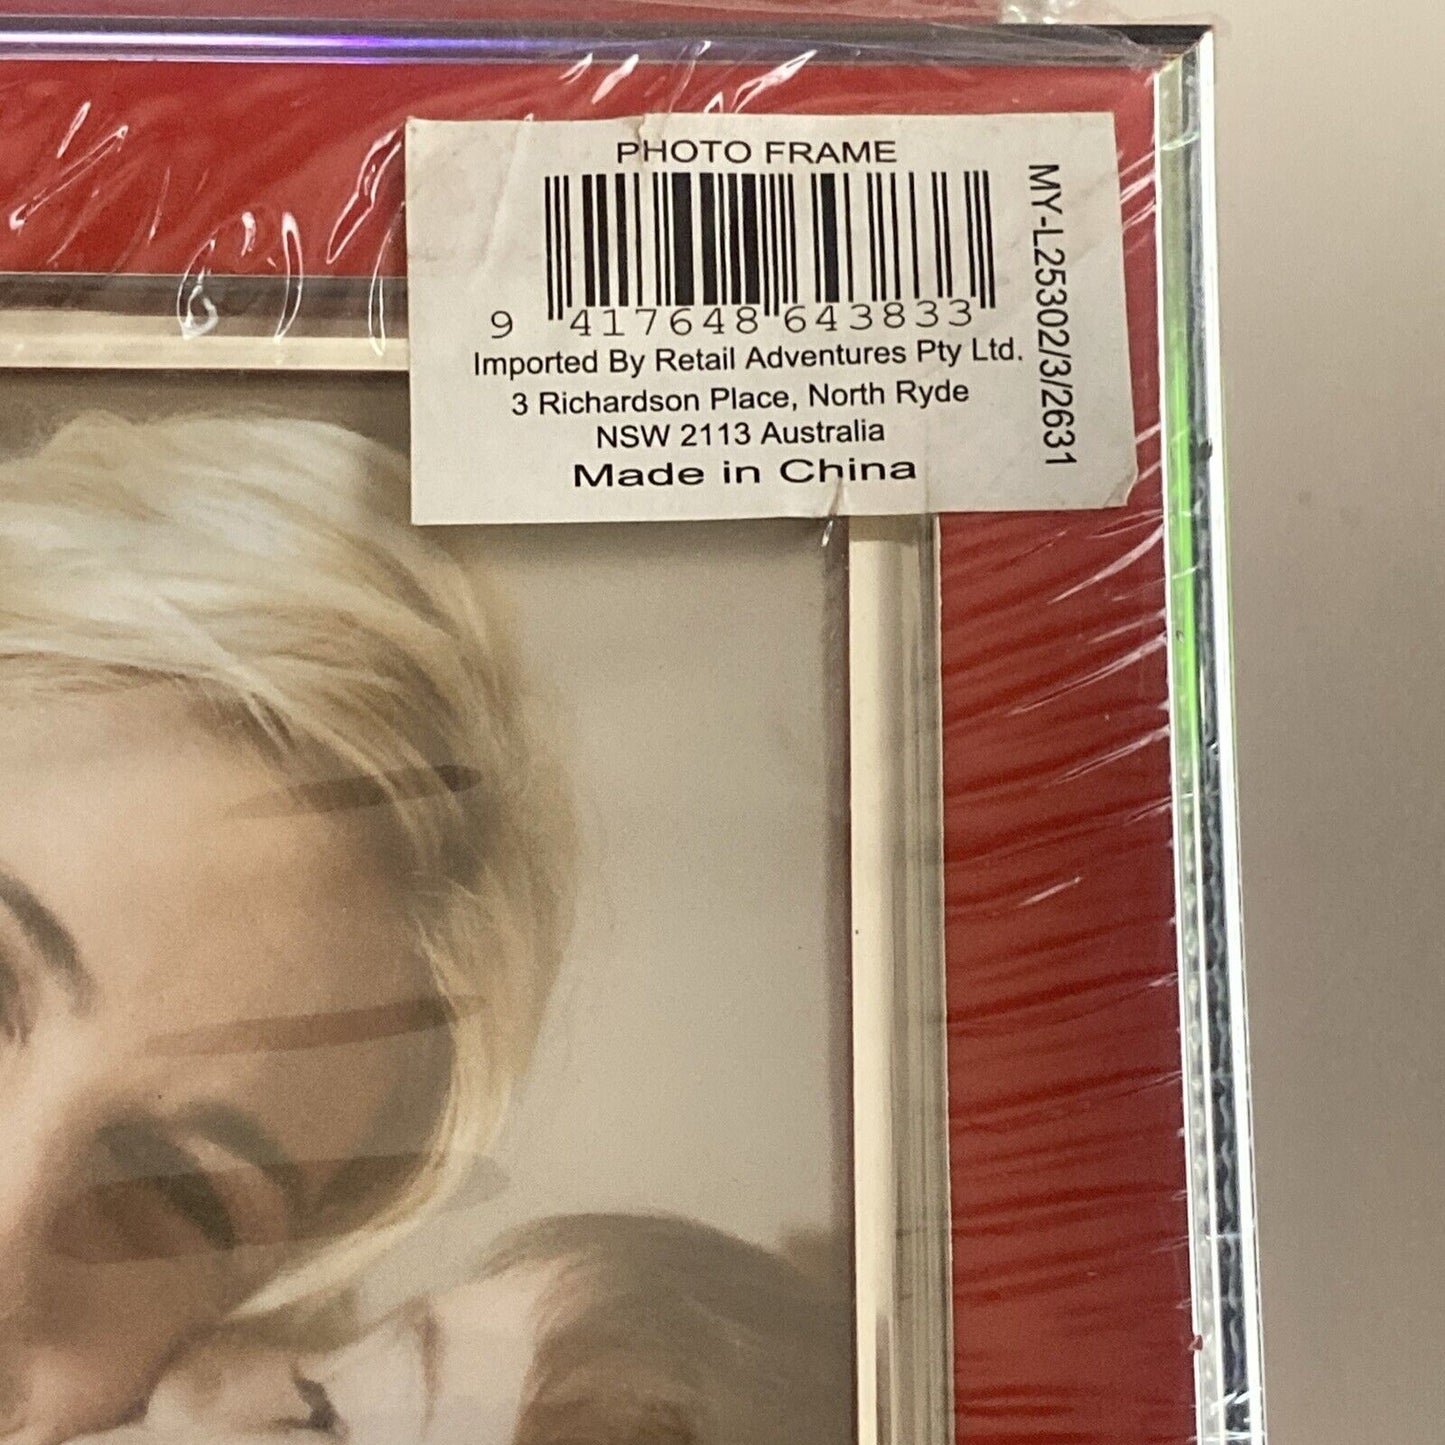 PHOTO FRAME
9 417648 643833
Imported By Retail Adventures Pty Ltd.
3 Richardson Place, North Ryde
NSW 2113 Australia
Made in China
MY-L25302/3/2631